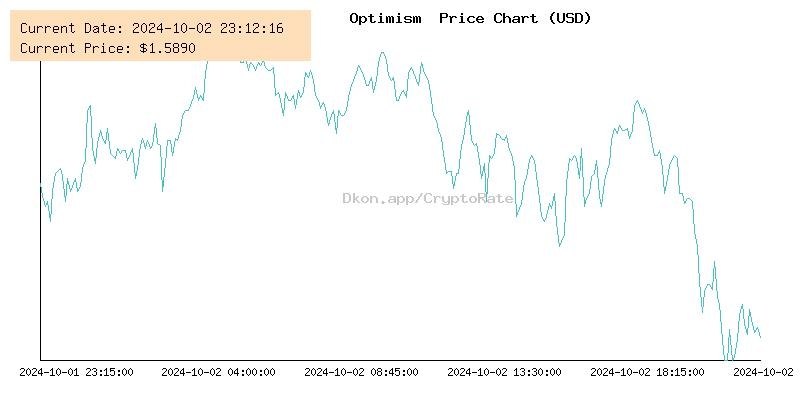 Optimism Price Chart (USD)
Current Date: 2024-10-02 23:12:16
Current Price: $1.5890
Dkon.app/CryptoRate
2024-10-01 23:15:00 2024-10-02 04:00:00 2024-10-02 08:45:00 2024-10-02 13:30:00 2024-10-02 18:15:00 2024-10-02